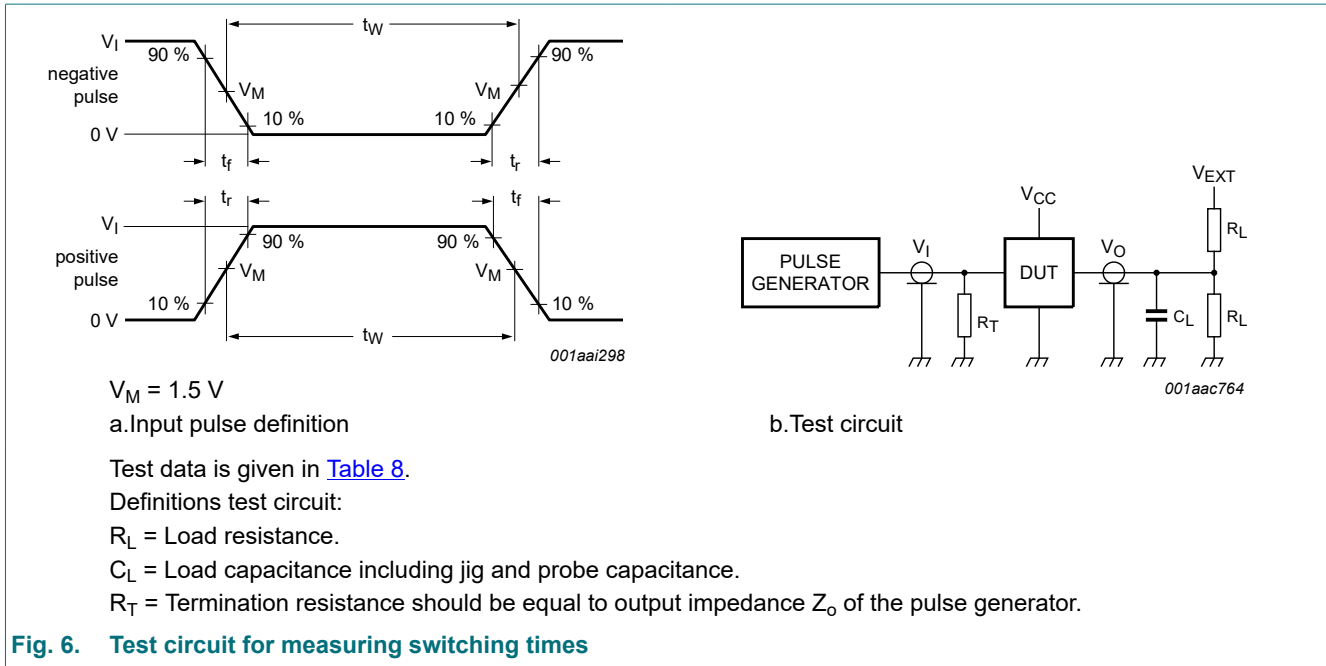 tW
VI
90 %
90 %
negative
pulse
VM
VM
10 %
10 %
0 V
tf
tr
tr
tf
VI
90 %
90 %
positive
pulse
VM
VM
10 %
10 %
0 V
tW
001aai298
VM = 1.5 V
a.Input pulse definition
VEXT
VCC
RL
VI
VO
PULSE
GENERATOR
DUT
RT
CL
RL
001aac764
b.Test circuit
Test data is given in Table 8.
Definitions test circuit:
RL = Load resistance.
CL = Load capacitance including jig and probe capacitance.
RT = Termination resistance should be equal to output impedance Zo of the pulse generator.
Fig. 6. Test circuit for measuring switching times